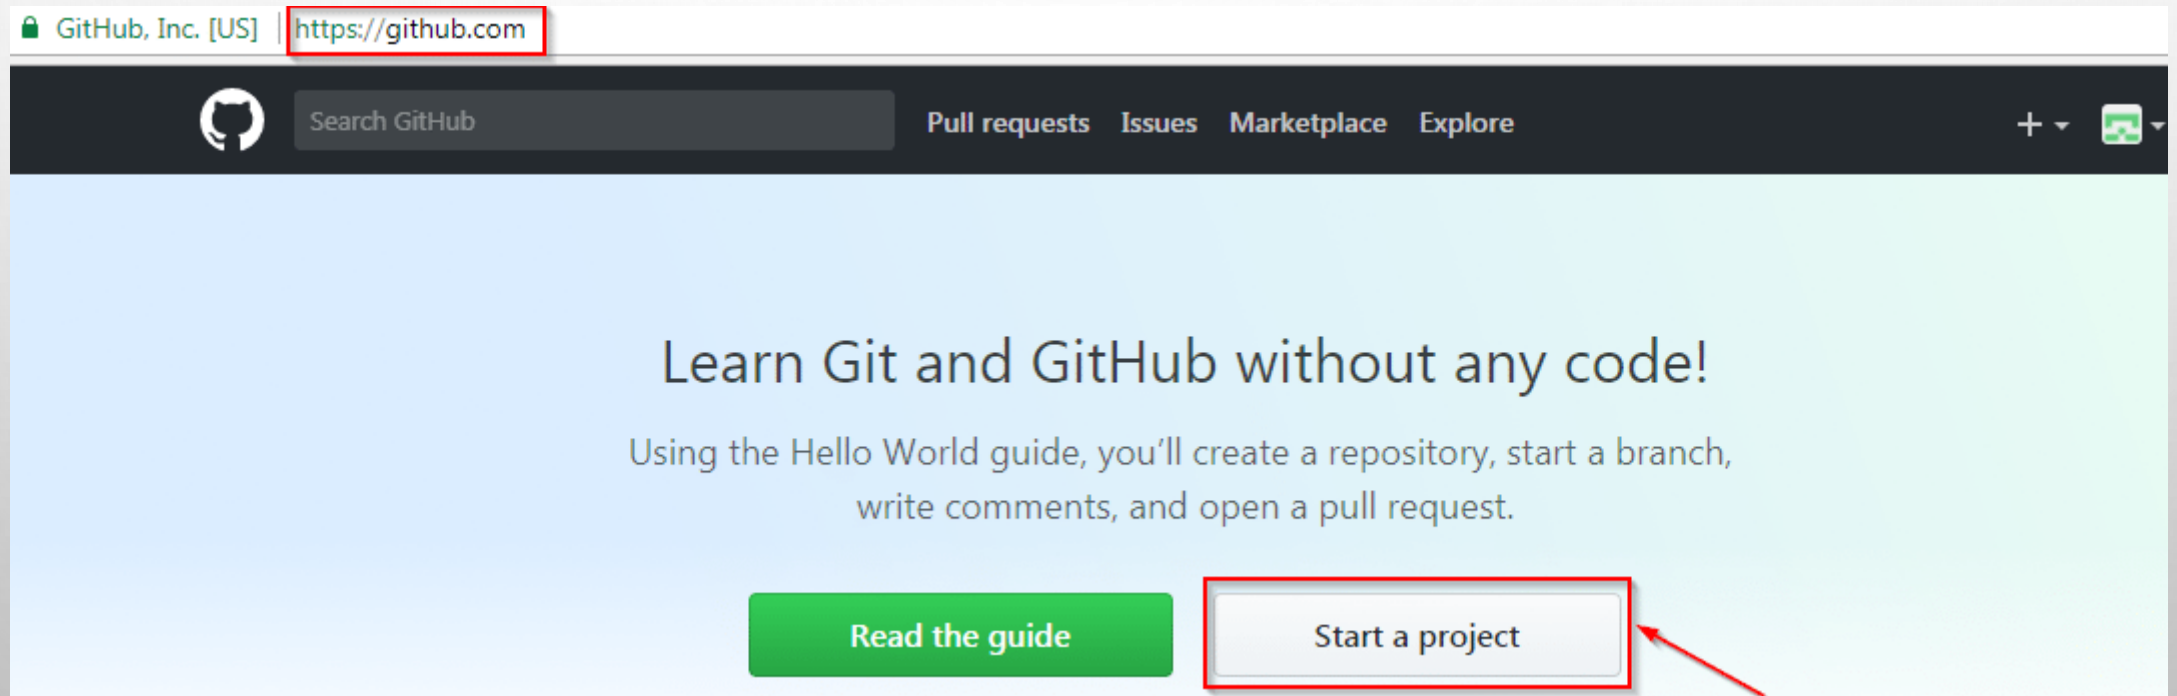 GitHub, Inc. [US] https://github.com
Search GitHub Pull requests Issues Marketplace Explore
Learn Git and GitHub without any code!
Using the Hello World guide, you'll create a repository, start a branch,
write comments, and open a pull request.
Read the guide Start a project